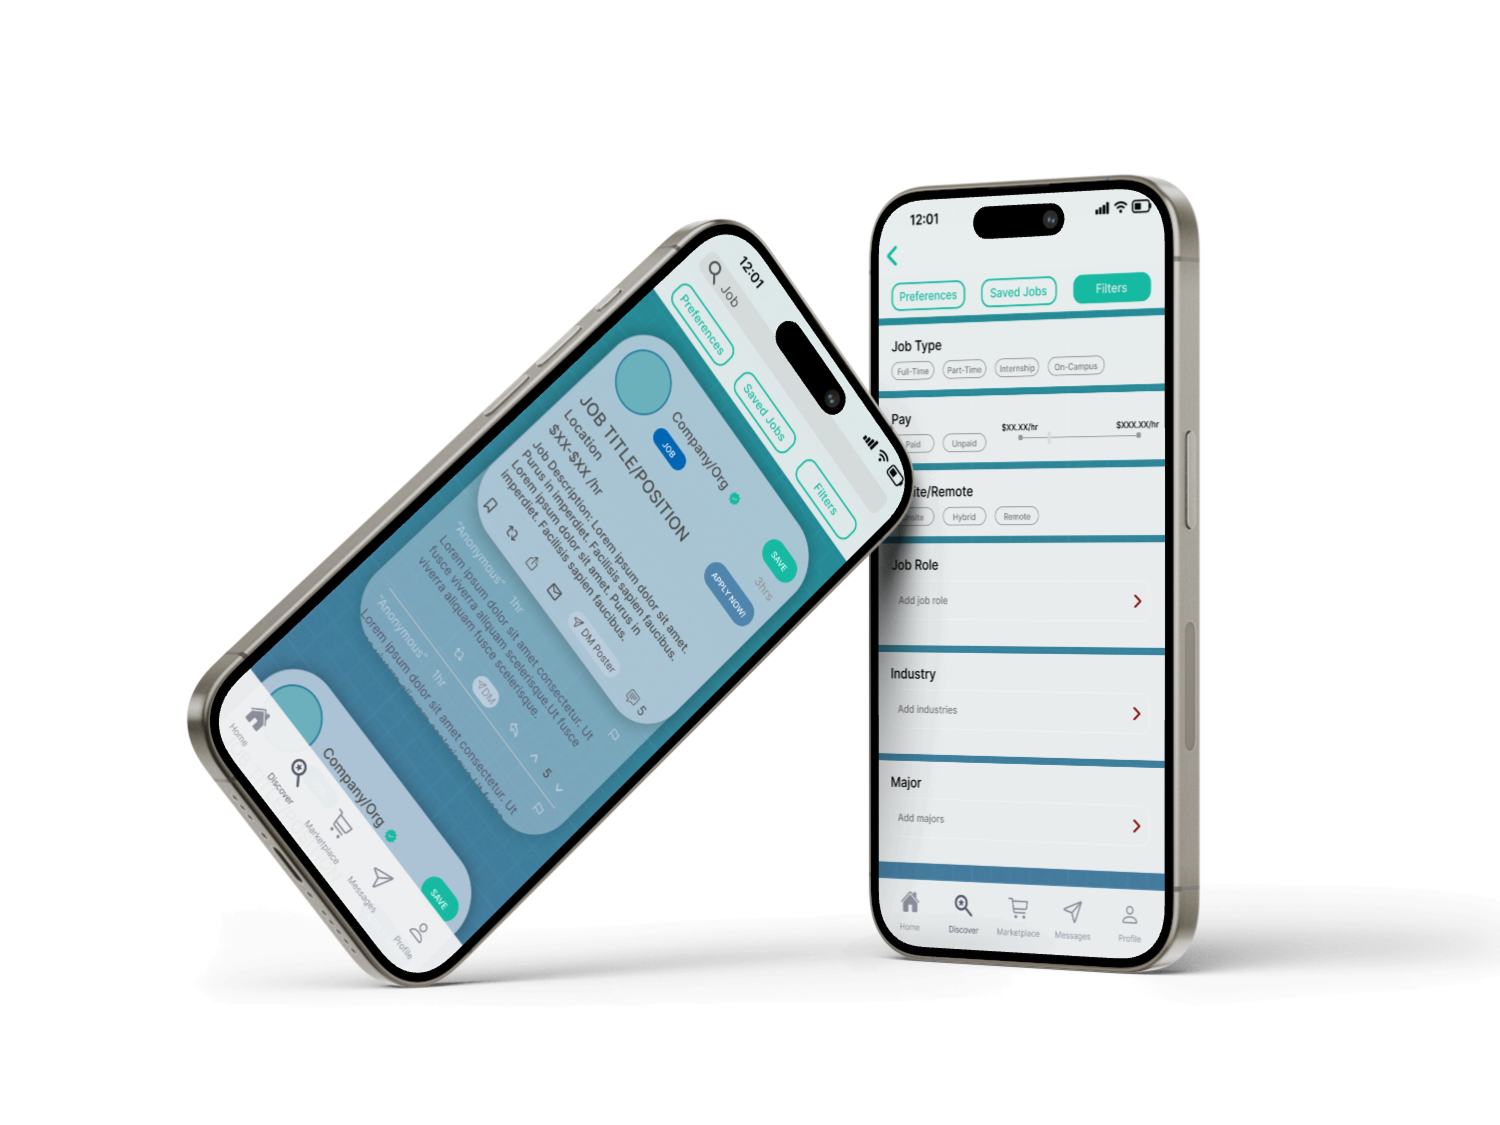 12:01
Job
Preferences
Saved Jobs
Filters
Company/Org
JOB
SAVE
3hrs
JOB TITLE/POSITION
Location
$XX-$XX /hr
APPLY NOW!
Job Description: Lorem ipsum dolor sit amet.
Purus in imperdiet. Facilisis sapien faucibus.
Lorem ipsum dolor sit amet. Purus in
imperdiet. Facilisis sapien faucibus.
DM Poster
5
"Anonymous" 1hr
Lorem ipsum dolor sit amet consectetur. Ut
fusce viverra aliquam scelerisque.Ut fusce
viverra aliquam fusce scelerisque.
DM
5
"Anonymous" 1hr
Lorem ipsum dolor sit amet consectetur. Ut
Company/Org
SAVE
Home
Discover
Marketplace
Messages
Profile
12:01
Preferences
Saved Jobs
Filters
Job Type
Full-Time
Part-Time
Internship
On-Campus
Pay
Paid
Unpaid
$XX.XX/hr
$XXX.XX/hr
ite/Remote
Hybrid
Remote
Job Role
Add job role
Industry
Add industries
Major
Add majors
Home
Discover
Marketplace
Messages
Profile